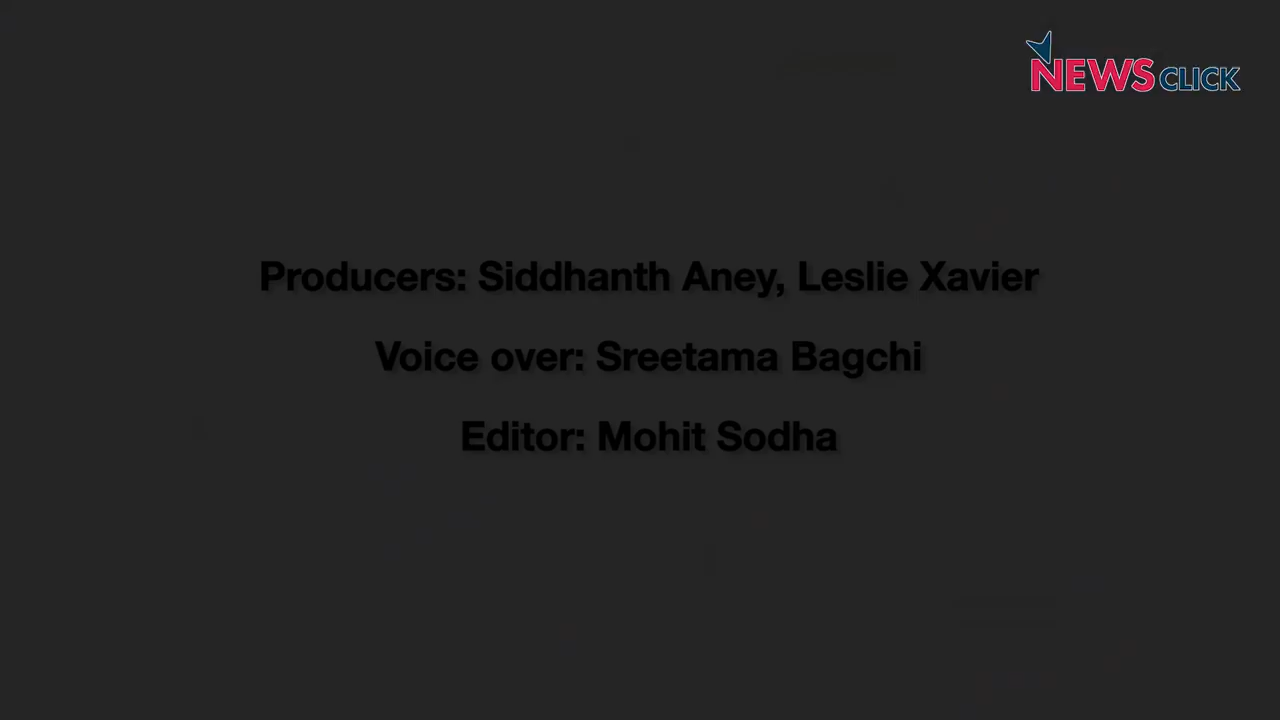 NEWSCLICK
Producers: Siddhanth Aney, Leslie Xavier
Voice over: Sreetama Bagchi
Editor: Mohit Sodha